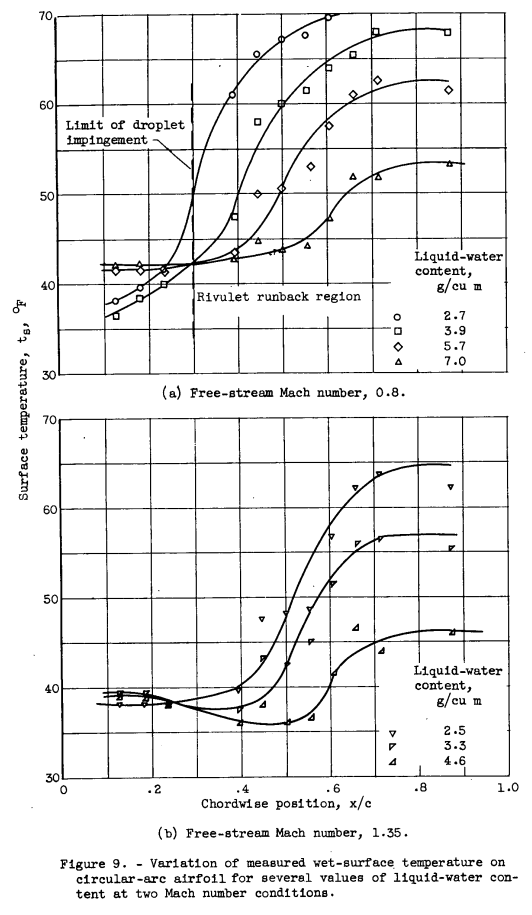 70
60
50
40
30
Limit of droplet
impingement
Rivulet runback region
Liquid-water
content,
g/cu m
2.7
3.9
5.7
7.0
(a) Free-stream Mach number, 0.8.
Surface temperature, ts, °F
70
60
50
40
30
Liquid-water
content,
g/cu m
2.5
3.3
4.6
0 .2 .4 .6 .8 1.0
Chordwise position, x/c
(b) Free-stream Mach number, 1.35.
Figure 9. - Variation of measured wet-surface temperature on
circular-arc airfoil for several values of liquid-water con-
tent at two Mach number conditions.